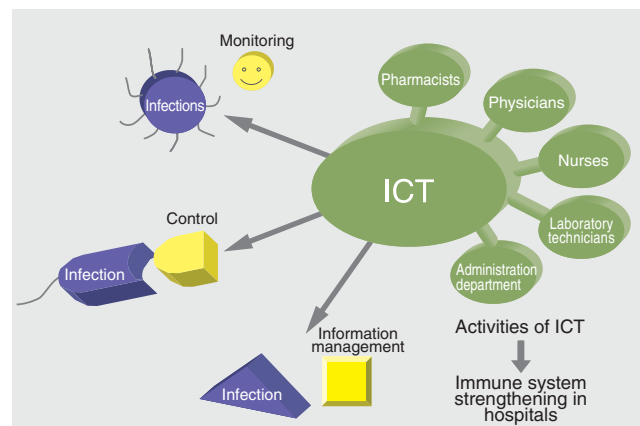 Monitoring
Infections
Pharmacists
Physicians
Nurses
Laboratory
technicians
Administration
department
ICT
Control
Infection
Information
management
Infection
Activities of ICT
Immune system
strengthening in
hospitals